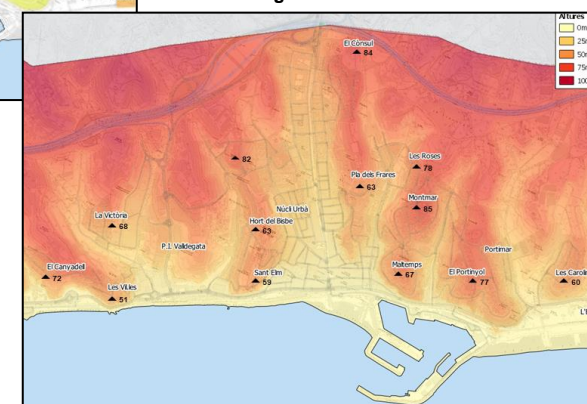 Altures
0m
25m
50m
75m
100
El Cònsul
84
82
Les Roses
78
Pla dels Frares
63
Montmar
85
La Victòria
68
Nucli Urbà
Hort del Bisbe
63
P.I. Valldegata
Portimar
El Canyadell
72
Sant Elm
59
Maltemps
67
El Portinyol
77
Les Carolin
60
Les Villes
51
L'